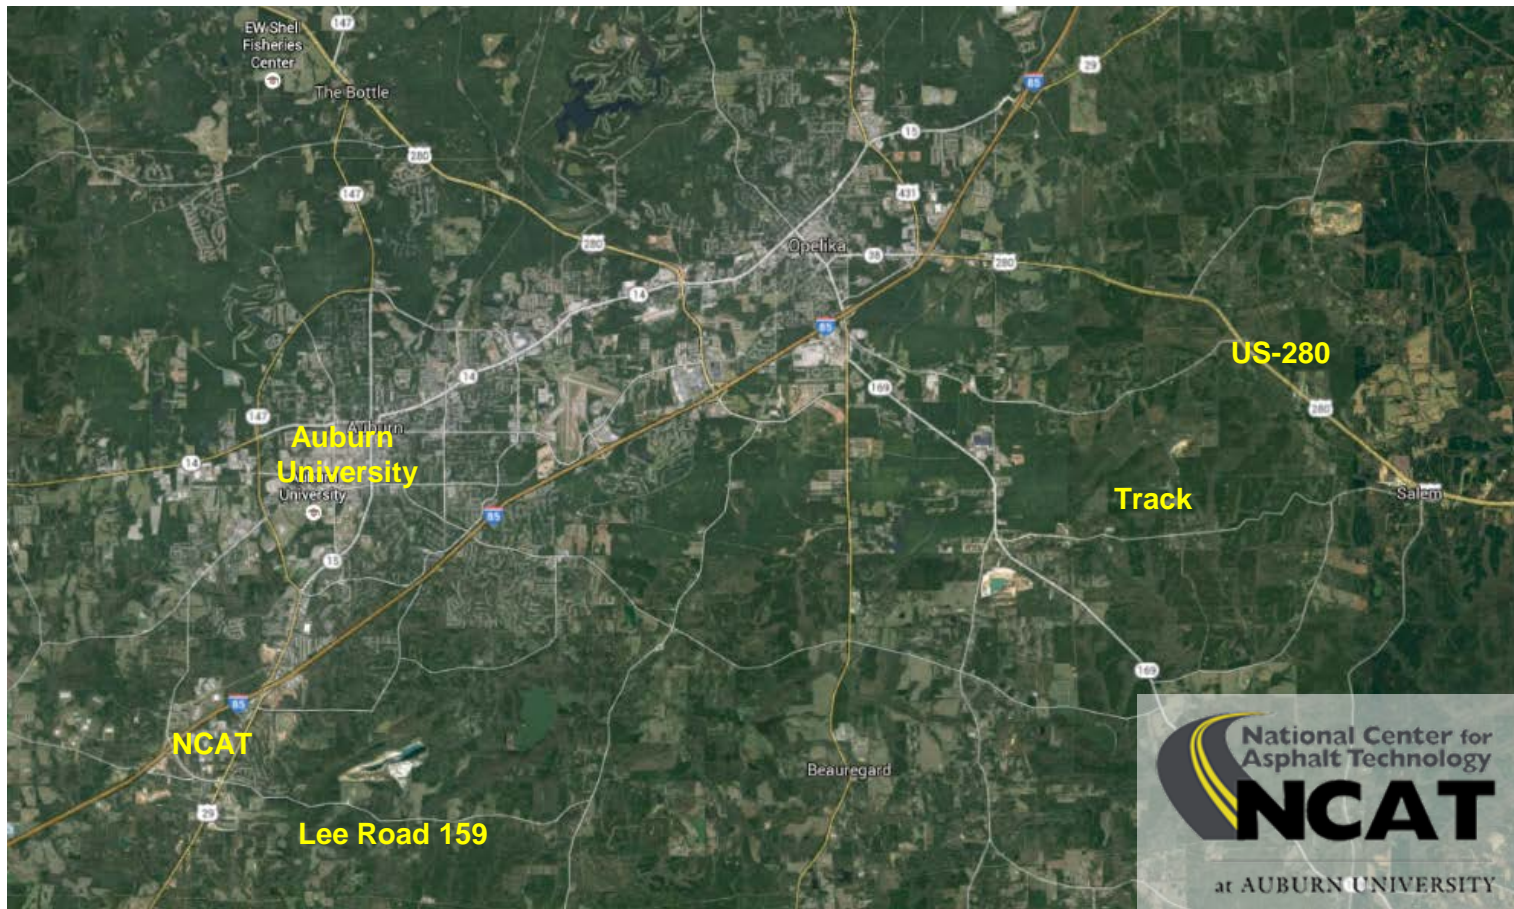 147
EW Shel
Fisheries
Center
The Bottle
29
85
15
280
147
431
280
Opelika
38
280
14
85
US-280
14
169
147
280
Auburn
Auburn
14
University
University
85
Track
Salem
15
169
85
NCAT
Beauregard
29
Lee Road 159
National Center for
Asphalt Technology
NCAT
at AUBURN UNIVERSITY